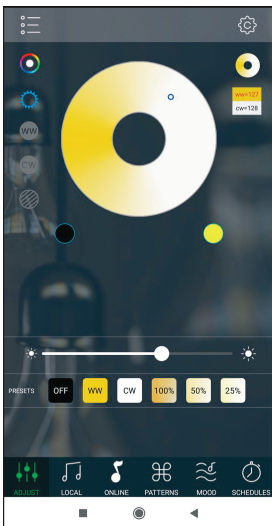 C
ww=127
cw=128
WW
CW
PRESETS OFF WW CW 100% 50% 25%
ADJUST LOCAL ONLINE PATTERNS MOOD SCHEDULES